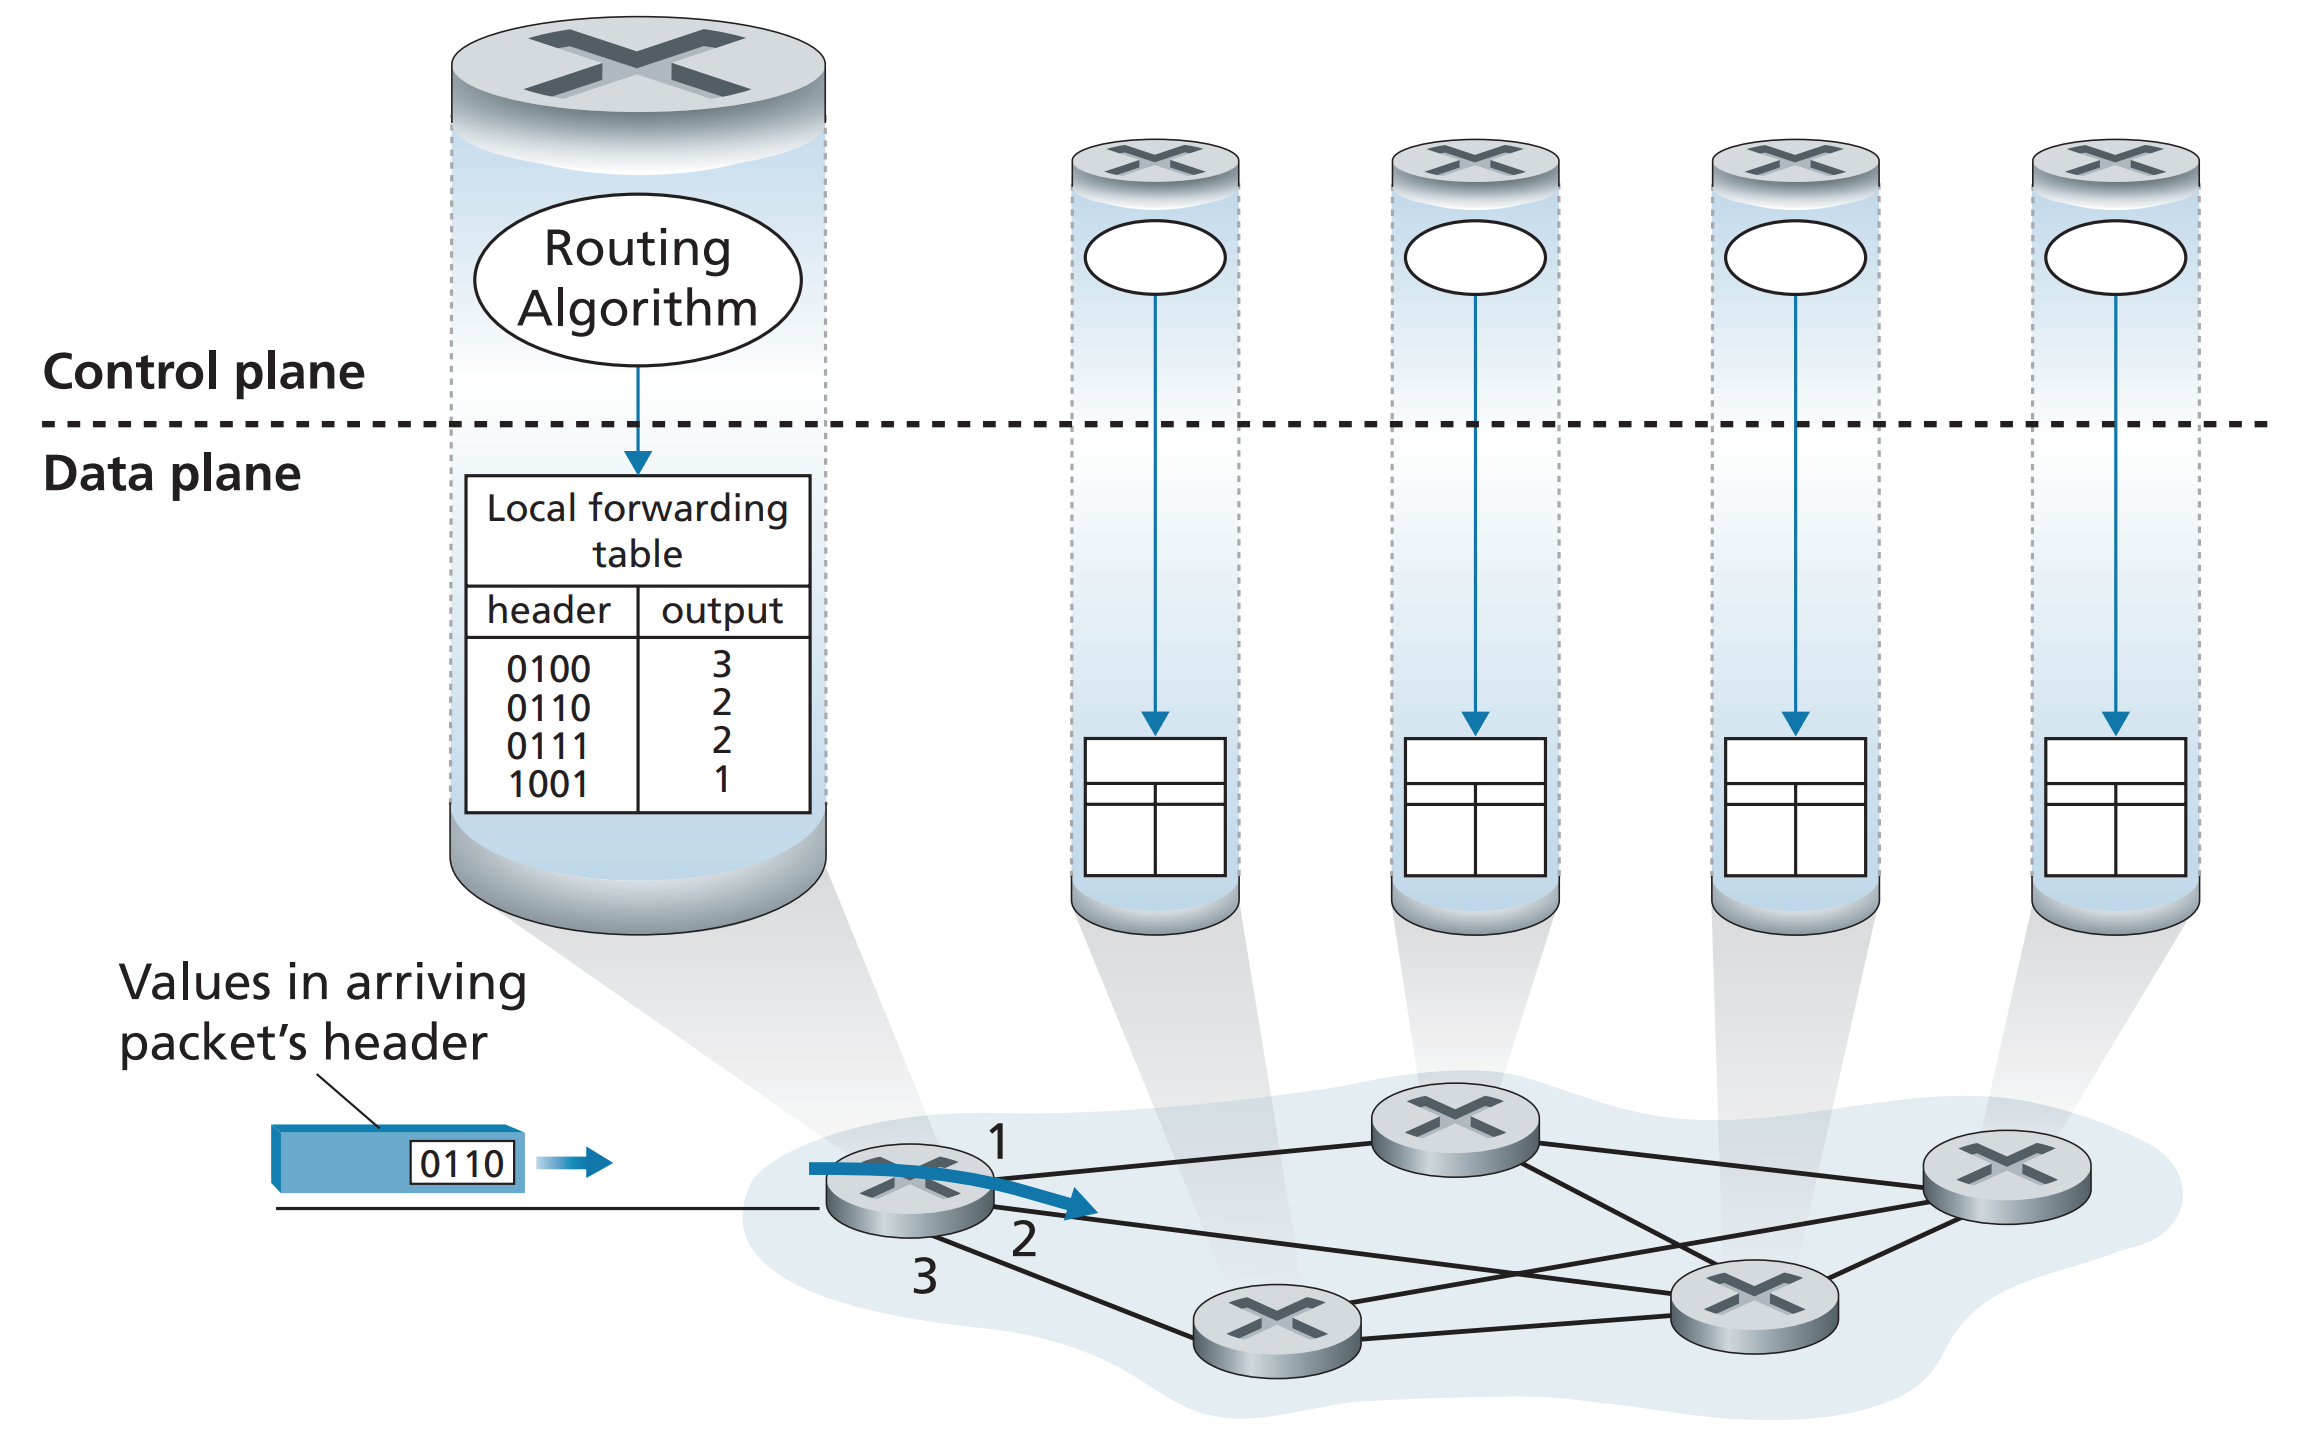 Routing
Algorithm
Control plane
Data plane
Local forwarding
table
header output
0100 3
0110 2
0111 2
1001 1
Values in arriving
packet’s header
0110
1
2
3